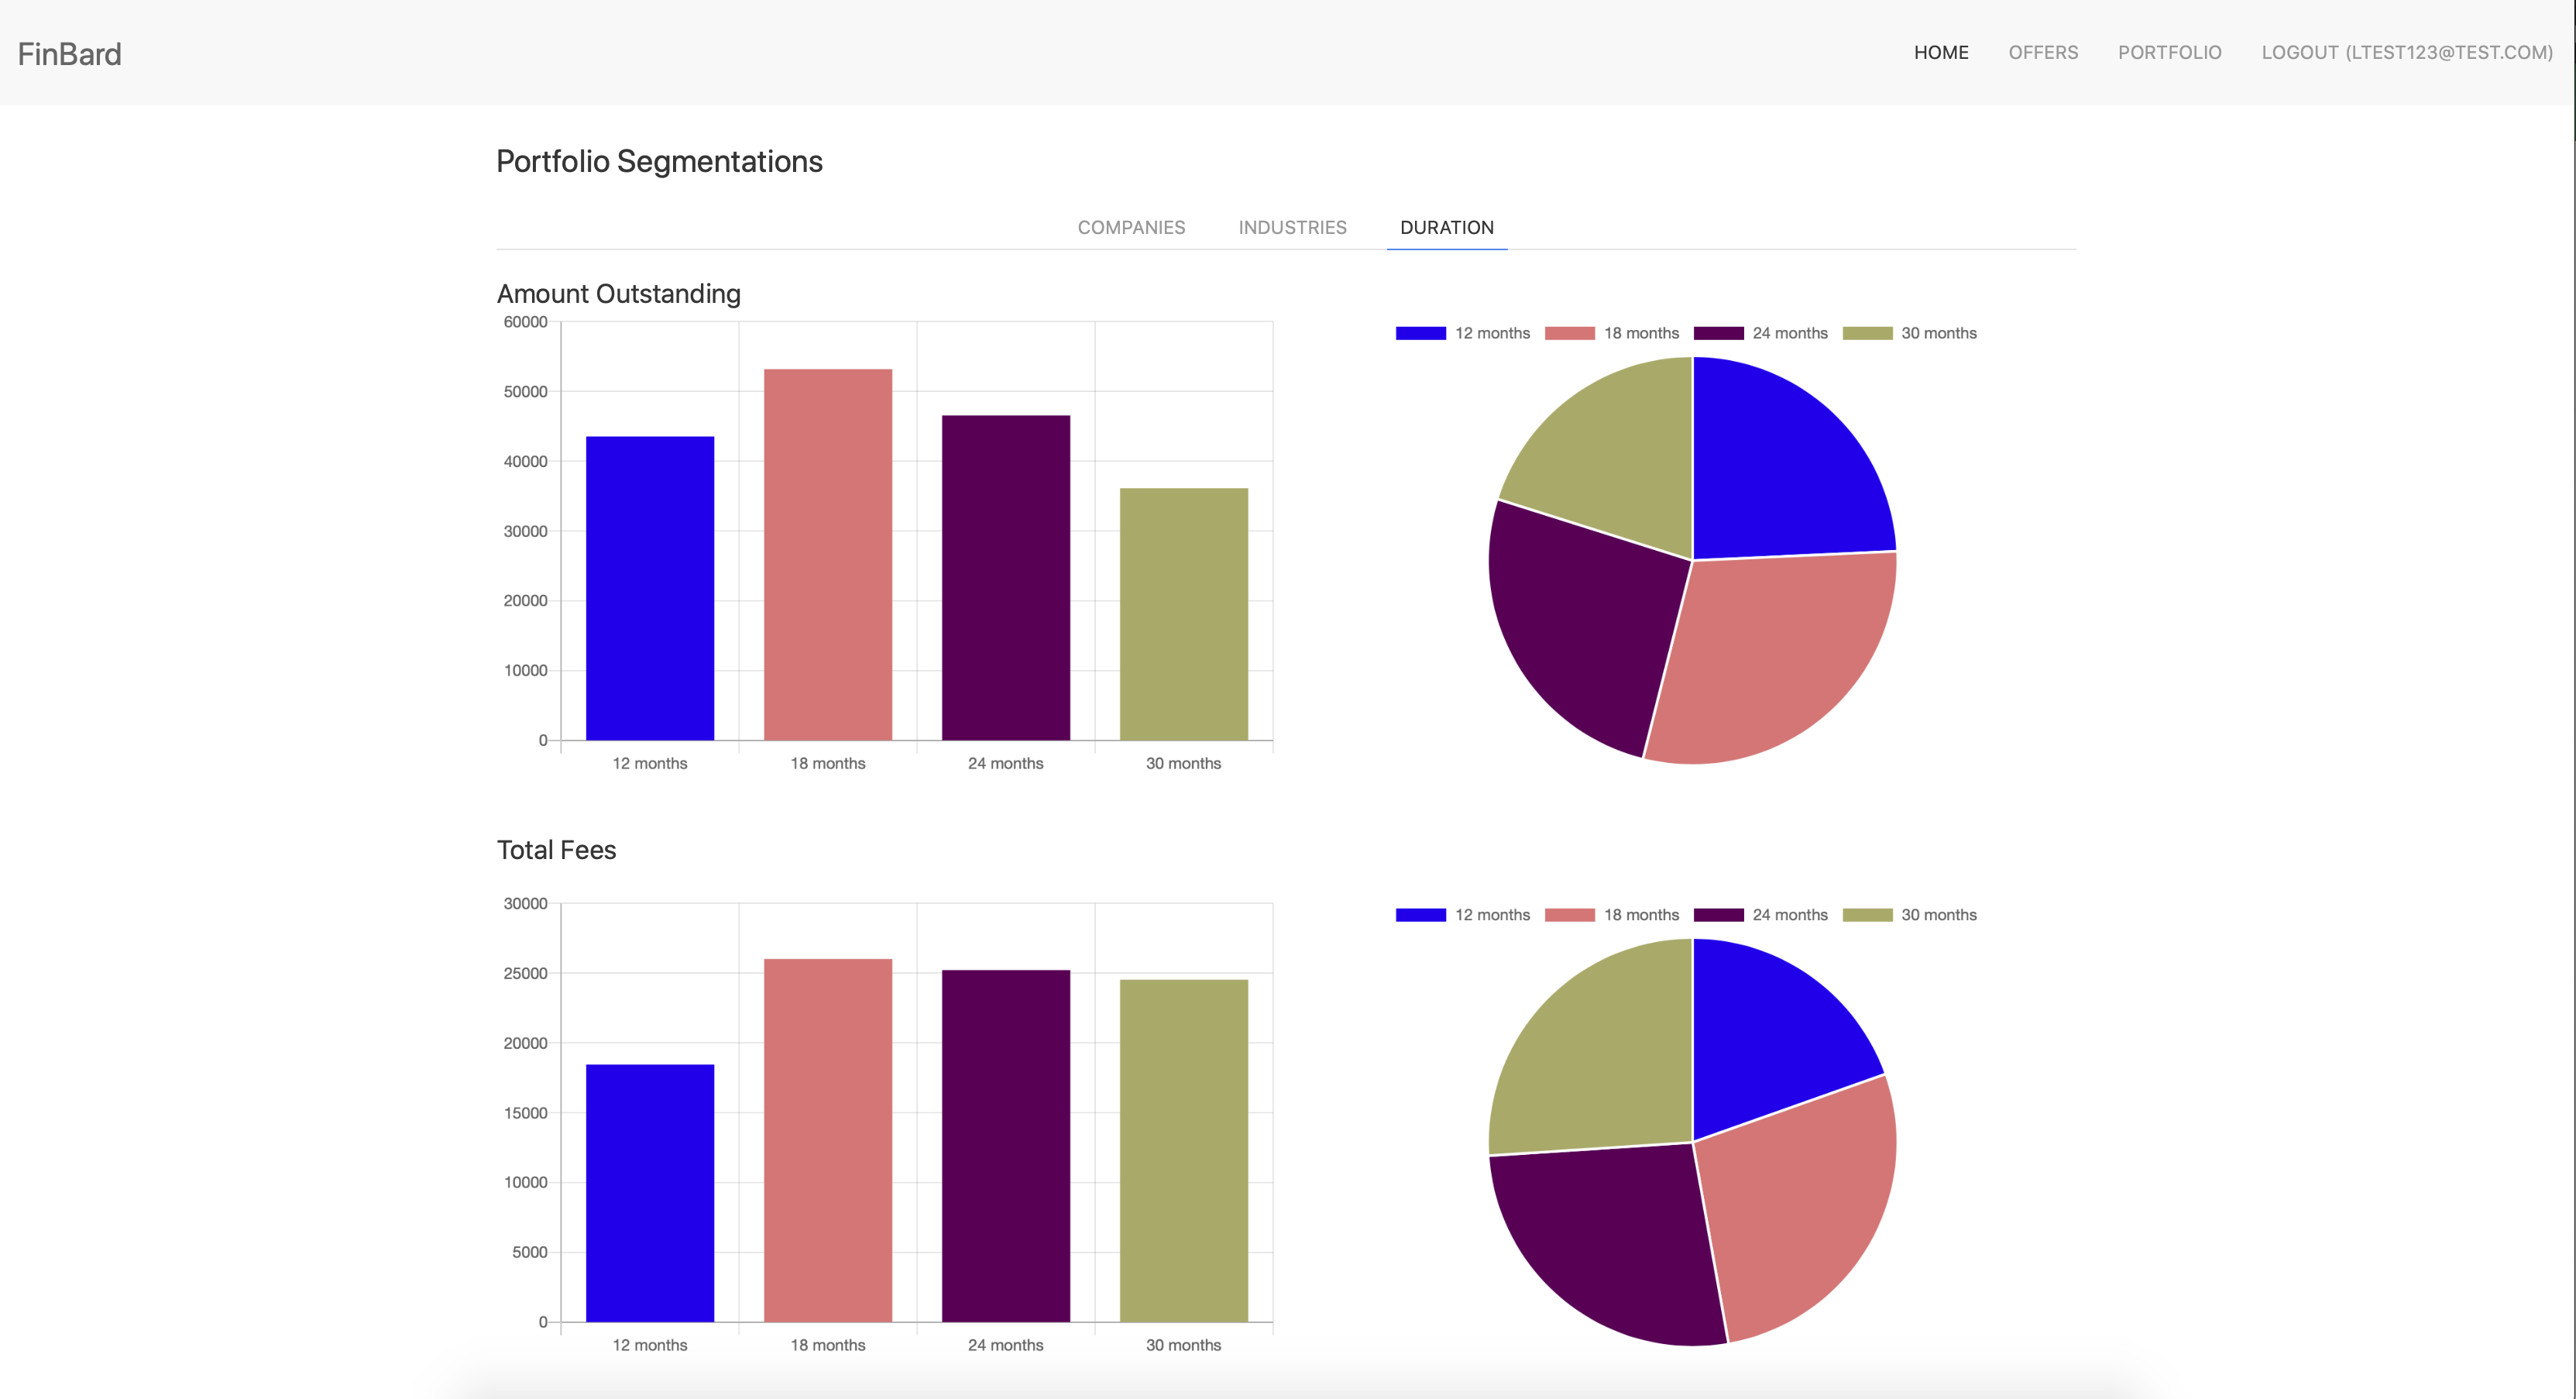 FinBard
HOME OFFERS PORTFOLIO LOGOUT (LTEST123@TEST.COM)
Portfolio Segmentations
COMPANIES INDUSTRIES DURATION
Amount Outstanding
60000
50000
40000
30000
20000
10000
0
12 months 18 months 24 months 30 months
12 months 18 months 24 months 30 months
Total Fees
30000
25000
20000
15000
10000
5000
0
12 months 18 months 24 months 30 months
12 months 18 months 24 months 30 months